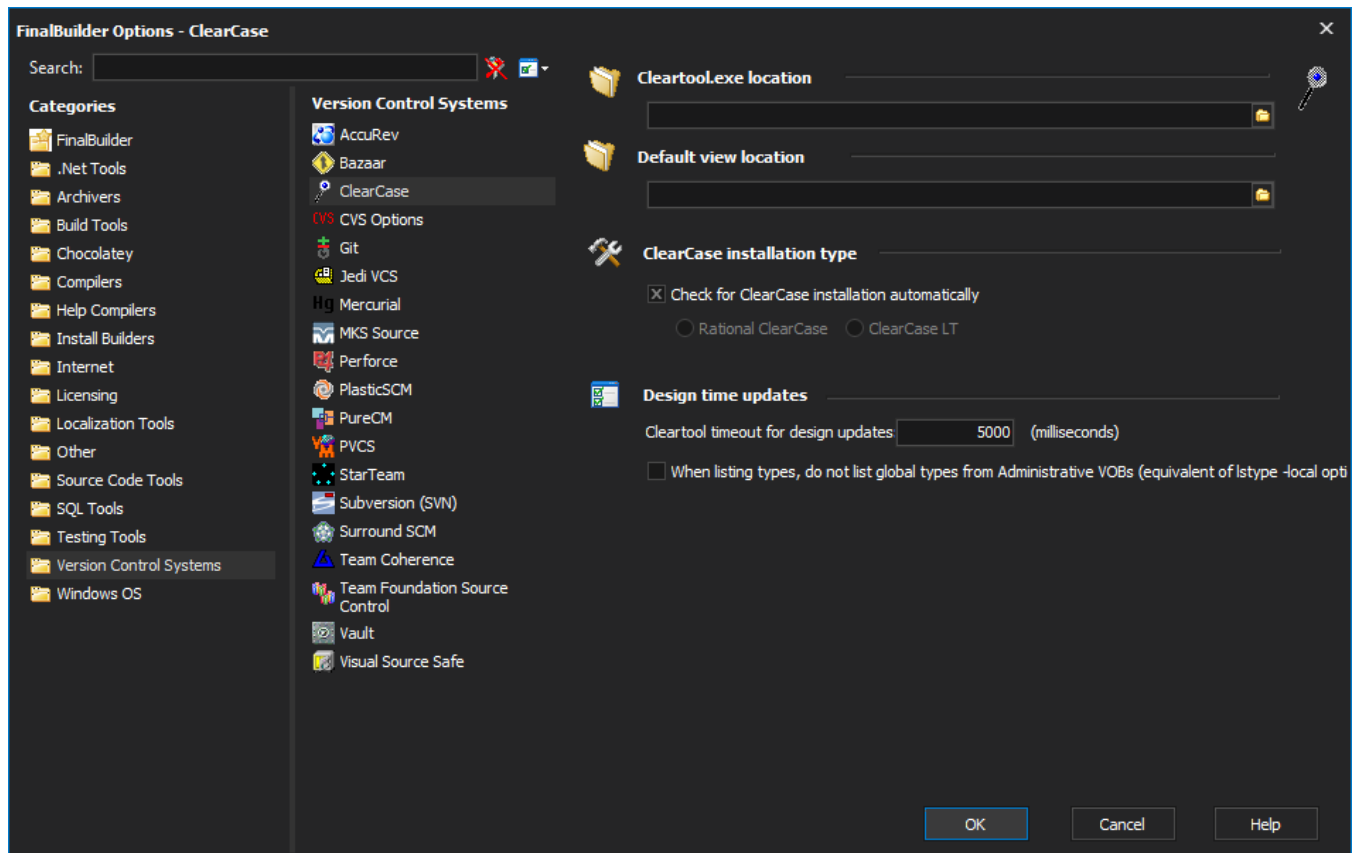 FinalBuilder Options - ClearCase
Search:
Categories
FinalBuilder
.Net Tools
Archivers
Build Tools
Chocolatey
Compilers
Help Compilers
Install Builders
Internet
Licensing
Localization Tools
Other
Source Code Tools
SQL Tools
Testing Tools
Version Control Systems
Windows OS
Version Control Systems
AccuRev
Bazaar
ClearCase
CVS CVS Options
Git
Jedi VCS
Hg Mercurial
MKS Source
Perforce
PlasticSCM
PureCM
PVCS
StarTeam
Subversion (SVN)
Surround SCM
Team Coherence
Team Foundation Source
Control
Vault
Visual Source Safe
Cleartool.exe location
Default view location
ClearCase installation type
Check for ClearCase installation automatically
Rational ClearCase ClearCase LT
Design time updates
Cleartool timeout for design updates 5000 (milliseconds)
When listing types, do not list global types from Administrative VOBs (equivalent of lstype -local opti
OK Cancel Help